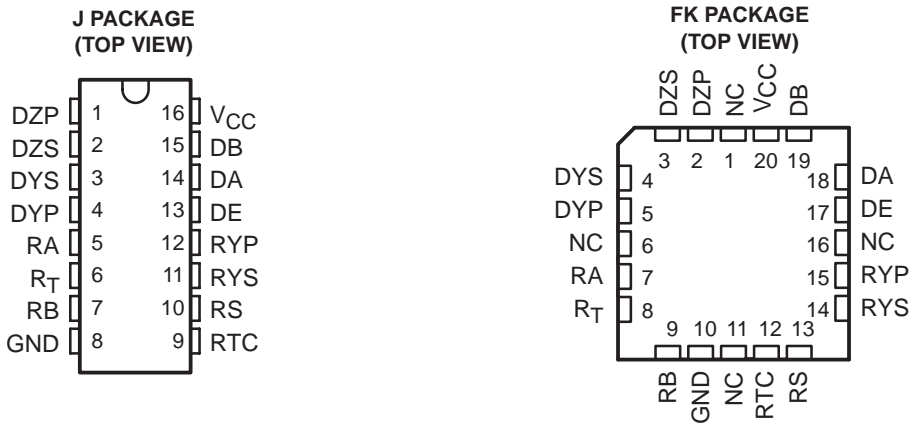 J PACKAGE
(TOP VIEW)
DZP 1 16 VCC
DZS 2 15 DB
DYS 3 14 DA
DYP 4 13 DE
RA 5 12 RYP
RT 6 11 RYS
RB 7 10 RS
GND 8 9 RTC
FK PACKAGE
(TOP VIEW)
DZS DZP NC VCC DB
3 2 1 20 19
DYS 4 18 DA
DYP 5 17 DE
NC 6 16 NC
RA 7 15 RYP
RT 8 14 RYS
9 10 11 12 13
RB GND NC RTC RS